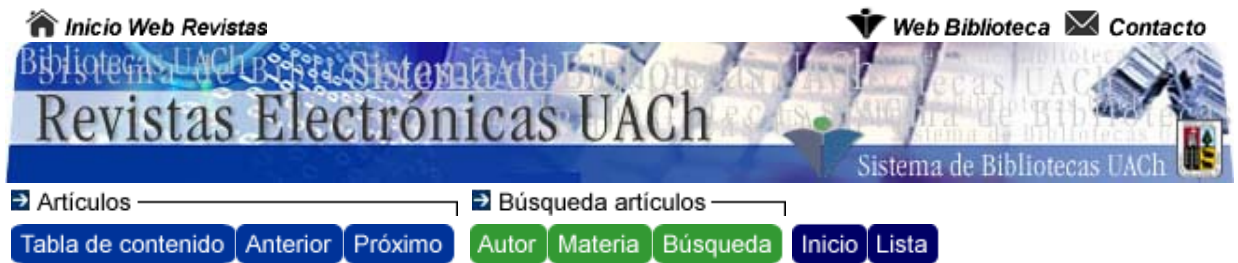 Inicio Web Revistas
Web Biblioteca Contacto
Revistas Electrónicas UACh
Sistema de Bibliotecas UACh
Artículos
Búsqueda artículos
Tabla de contenido Anterior Próximo Autor Materia Búsqueda Inicio Lista